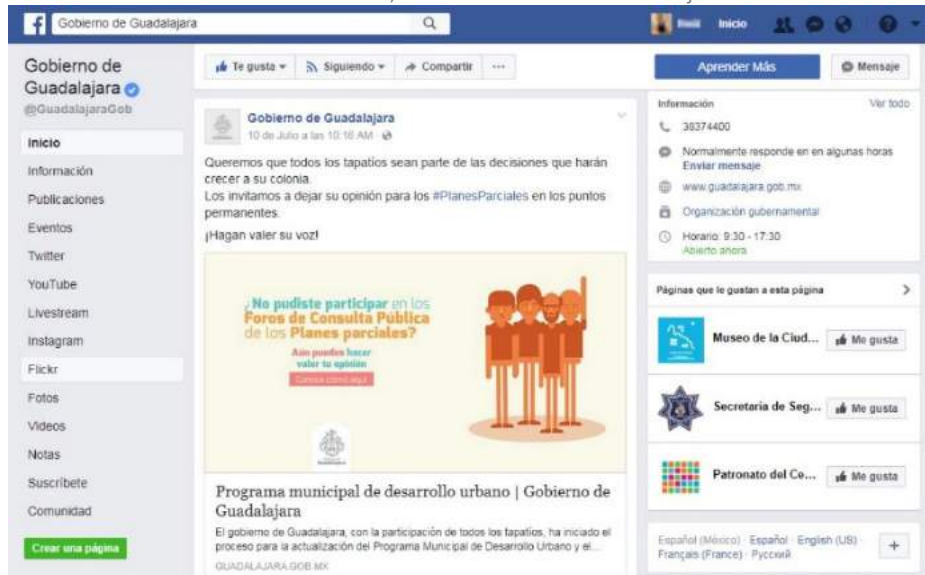 Gobierno de Guadalajara
Inicio
Gobierno de
Guadalajara
@GuadalajaraGob
Inicio
Información
Publicaciones
Eventos
Twitter
YouTube
Livestream
Instagram
Flickr
Fotos
Videos
Notas
Suscríbete
Comunidad
Crear una página
Te gusta Siguiendo Compartir ...
Gobierno de Guadalajara
10 de Julio a las 10:16 AM
Queremos que todos los tapatíos sean parte de las decisiones que harán
crecer a su colonia.
Los invitamos a dejar su opinión para los #PlanesParciales en los puntos
permanentes.
¡Hagan valer su voz!
¿No pudiste participar en los
Foros de Consulta Pública
de los Planes parciales?
Aún puedes hacer
valer tu opinión
Conoce cómo aquí
Guadalajara
Programa municipal de desarrollo urbano | Gobierno de
Guadalajara
El gobierno de Guadalajara, con la participación de todos los tapatíos, ha iniciado el
proceso para la actualización del Programa Municipal de Desarrollo Urbano y el...
GUADALAJARA.GOB.MX
Aprender Más Mensaje
Información Ver todo
38374400
Normalmente responde en en algunas horas
Enviar mensaje
www.guadalajara.gob.mx
Organización gubernamental
Horario: 9:30 - 17:30
Abierto ahora
Páginas que le gustan a esta página
Museo de la Ciud... Me gusta
Secretaria de Seg... Me gusta
Patronato del Ce... Me gusta
Español (México) · Español · English (US) ·
Français (France) · Русский